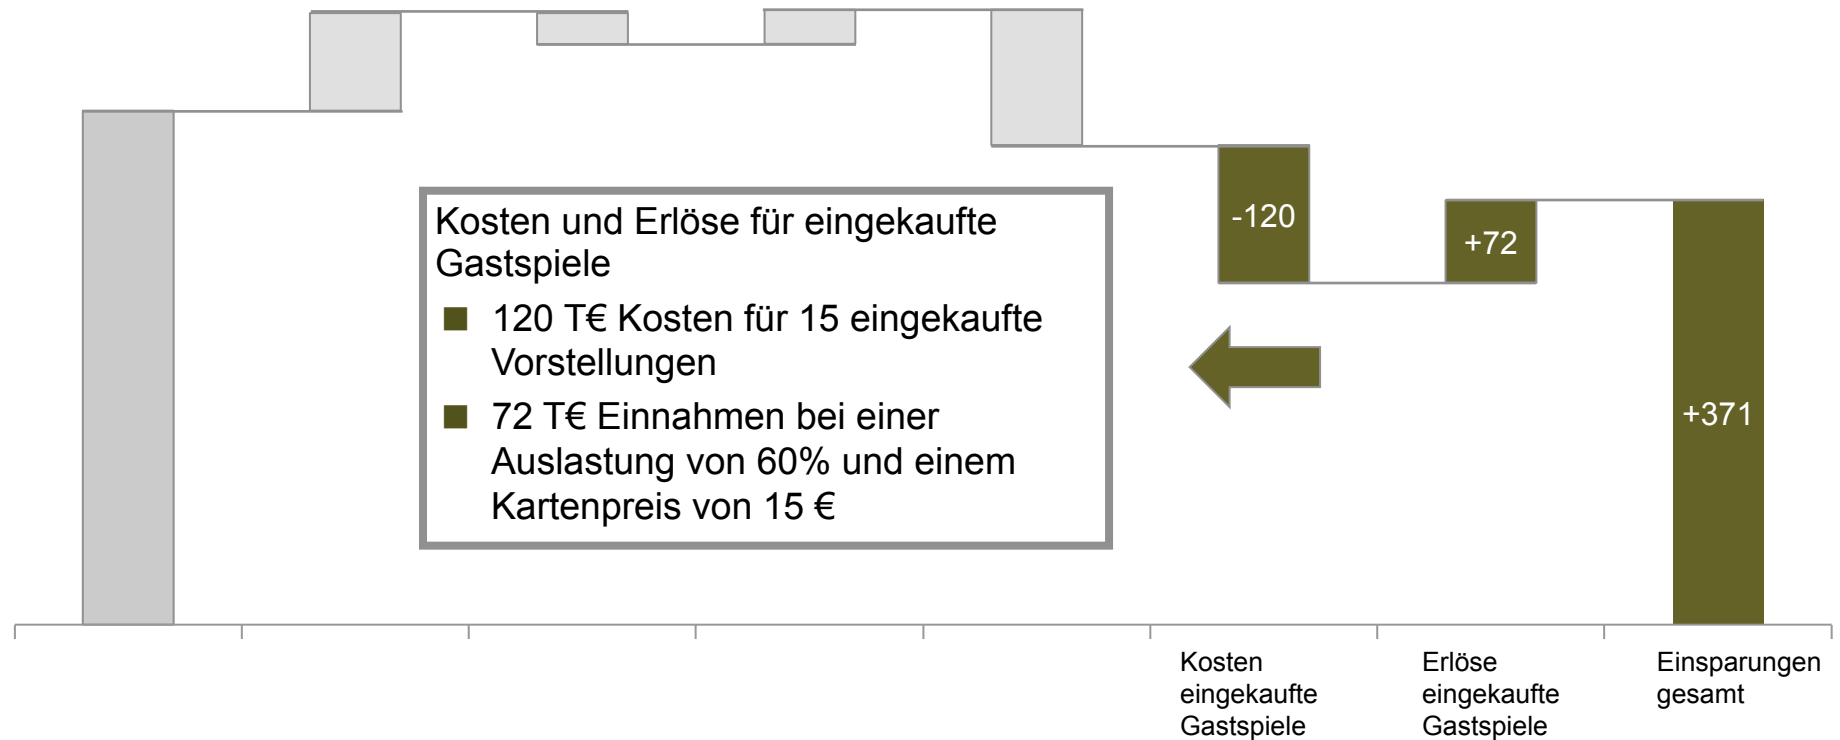 -120
+72
+371
Kosten und Erlöse für eingekaufte
Gastspiele
120 T€ Kosten für 15 eingekaufte
Vorstellungen
72 T€ Einnahmen bei einer
Auslastung von 60% und einem
Kartenpreis von 15 €
Kosten
eingekaufte
Gastspiele
Erlöse
eingekaufte
Gastspiele
Einsparungen
gesamt